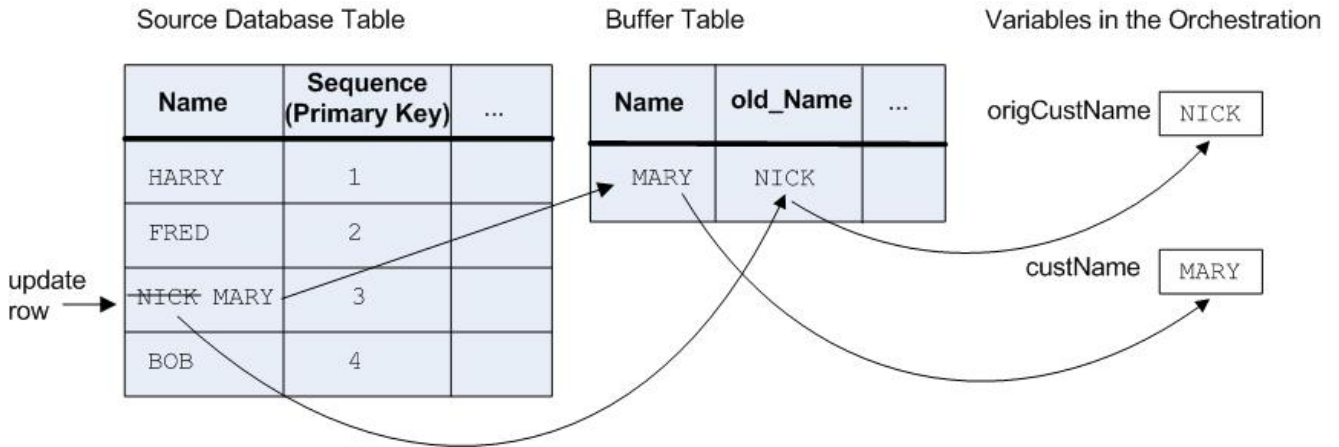 Source Database Table
Buffer Table
Variables in the Orchestration
Name
Sequence
(Primary Key)
...
HARRY
1
FRED
2
update
row
NICK MARY
3
BOB
4
Name
old_Name
...
MARY
NICK
origCustName
NICK
custName
MARY